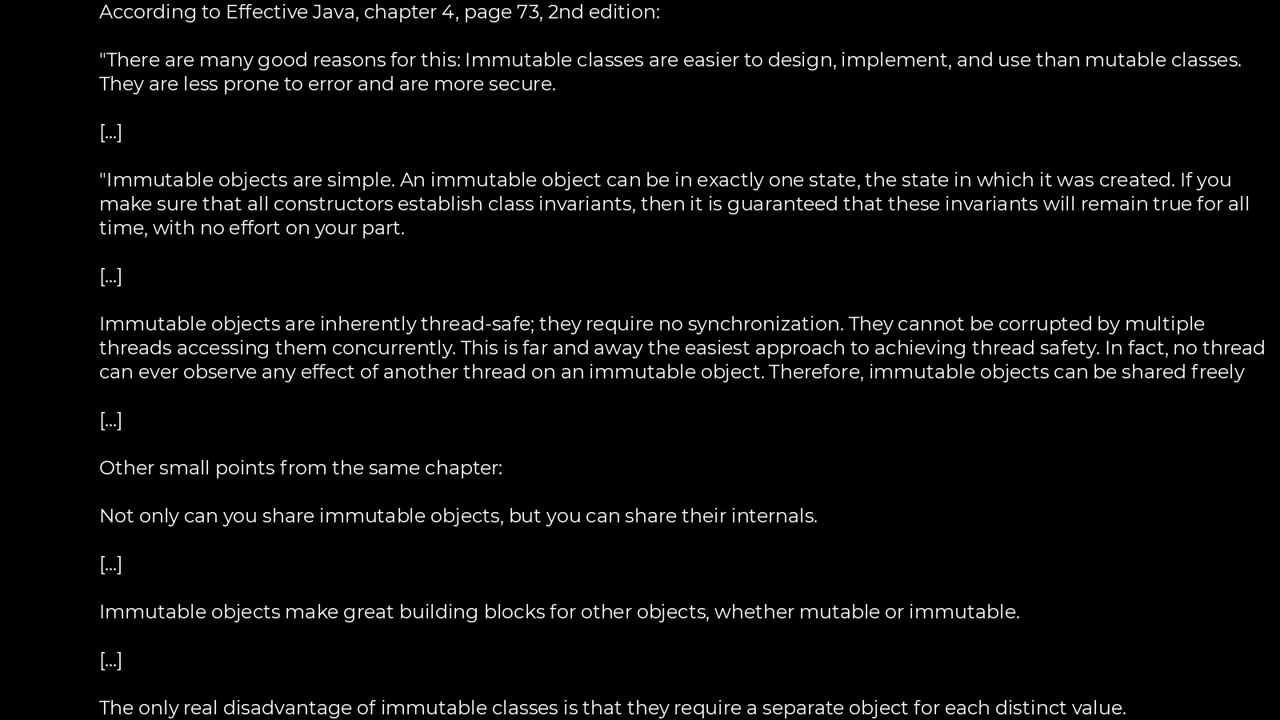 According to Effective Java, chapter 4, page 73, 2nd edition:
"There are many good reasons for this: Immutable classes are easier to design, implement, and use than mutable classes.
They are less prone to error and are more secure.
[...]
"Immutable objects are simple. An immutable object can be in exactly one state, the state in which it was created. If you
make sure that all constructors establish class invariants, then it is guaranteed that these invariants will remain true for all
time, with no effort on your part.
[...]
Immutable objects are inherently thread-safe; they require no synchronization. They cannot be corrupted by multiple
threads accessing them concurrently. This is far and away the easiest approach to achieving thread safety. In fact, no thread
can ever observe any effect of another thread on an immutable object. Therefore, immutable objects can be shared freely
[...]
Other small points from the same chapter:
Not only can you share immutable objects, but you can share their internals.
[...]
Immutable objects make great building blocks for other objects, whether mutable or immutable.
[...]
The only real disadvantage of immutable classes is that they require a separate object for each distinct value.